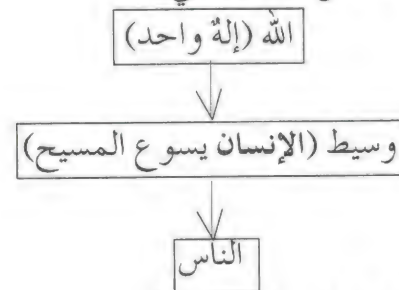 الله (إلهٌ واحد)
وسيط (الإنسان يسوع المسيح)
الناس